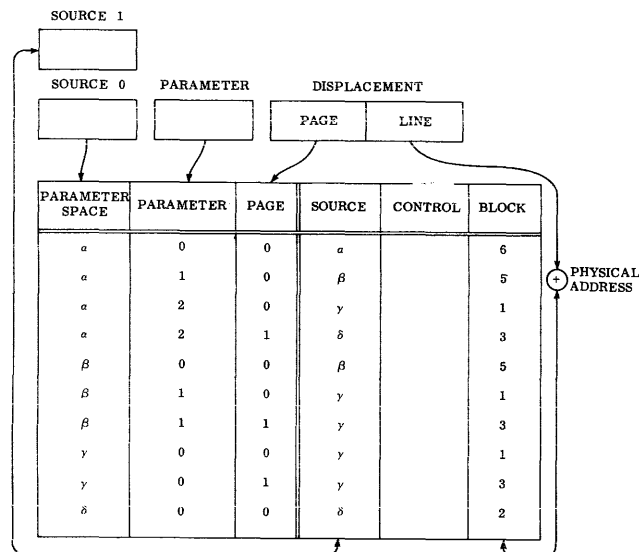 SOURCE 1
SOURCE 0 PARAMETER DISPLACEMENT
PAGE LINE
PARAMETER SPACE PARAMETER PAGE SOURCE CONTROL BLOCK
α 0 0 α 6
α 1 0 β 5
α 2 0 γ 1
α 2 1 δ 3
β 0 0 β 5
β 1 0 γ 1
β 1 1 γ 3
γ 0 0 γ 1
γ 0 1 γ 3
δ 0 0 δ 2
+ PHYSICAL
ADDRESS